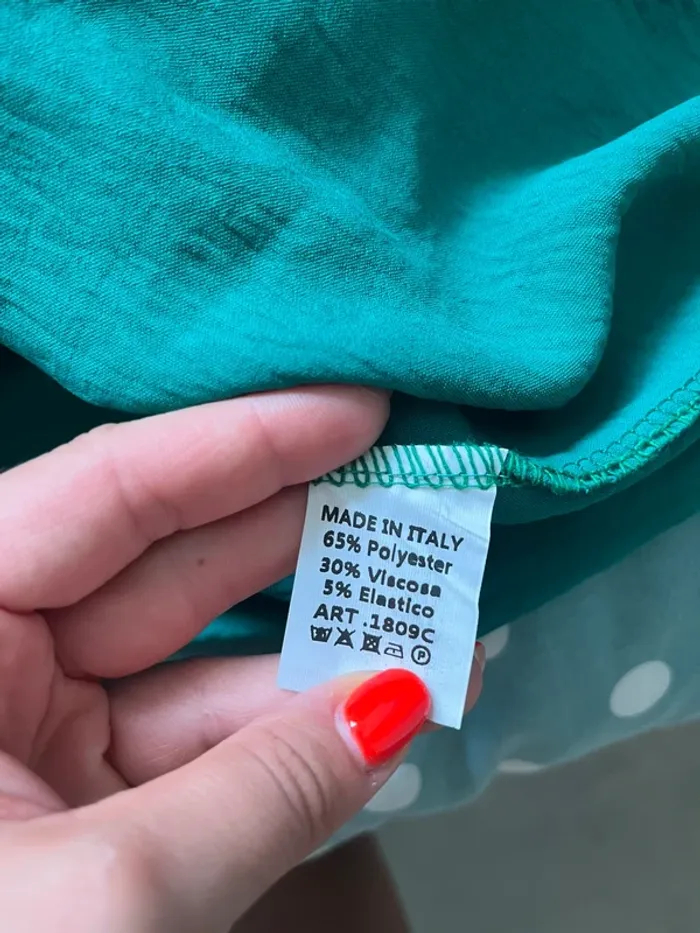 MADE IN ITALY
65% Polyester
30% Viscosa
5% Elastico
ART .1809C
P